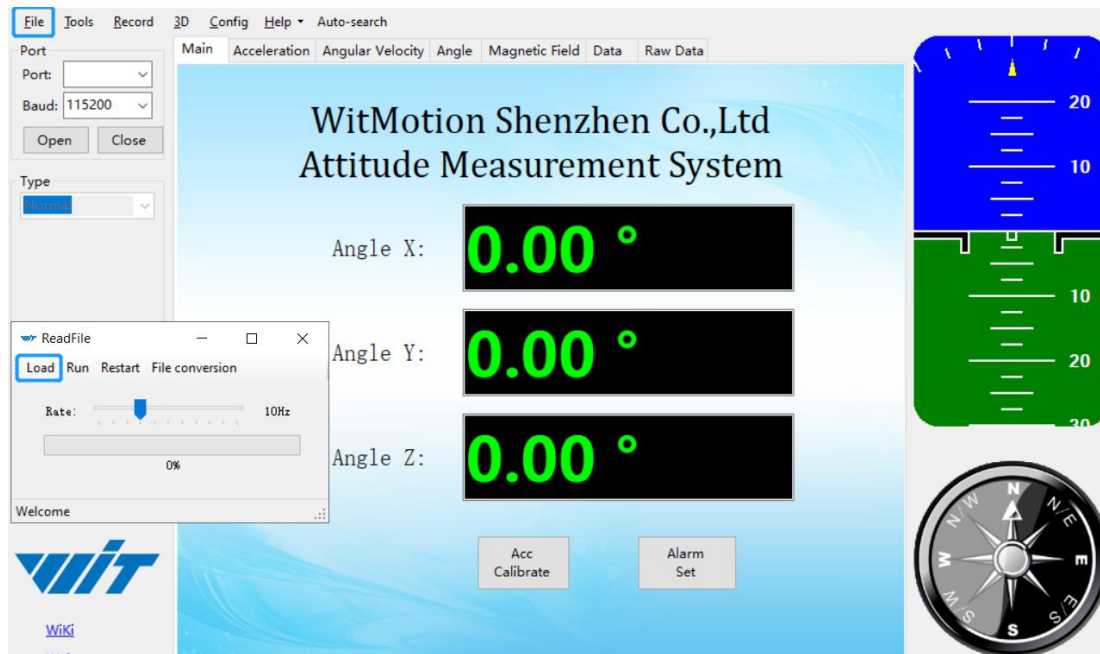 File Tools Record 3D Config Help Auto-search
Port
Port:
Baud: 115200
Open Close
Type
Normal
Main Acceleration Angular Velocity Angle Magnetic Field Data Raw Data
WitMotion Shenzhen Co.,Ltd
Attitude Measurement System
Angle X: 0.00 °
Angle Y: 0.00 °
Angle Z: 0.00 °
Acc
Calibrate
Alarm
Set
ReadFile
Load Run Restart File conversion
Rate: 10Hz
0%
Welcome
WIT
WiKi
20
10
10
20
30
N
N/E
E
E/S
S
S/W
W
N/W